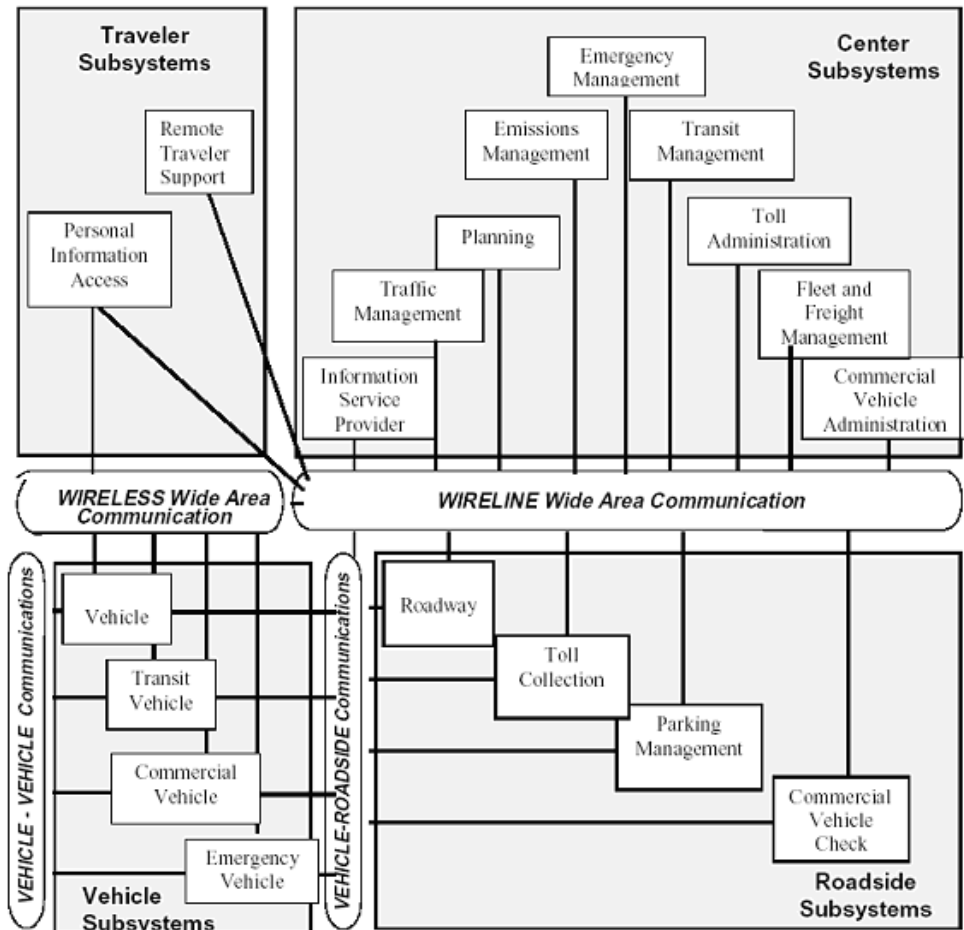 Traveler
Subsystems
Remote
Traveler
Support
Personal
Information
Access
Center
Subsystems
Emergency
Management
Emissions
Management
Transit
Management
Planning
Toll
Administration
Traffic
Management
Fleet and
Freight
Management
Information
Service
Provider
Commercial
Vehicle
Administration
WIRELESS Wide Area
Communication
WIRELINE Wide Area Communication
VEHICLE - VEHICLE Communications
Vehicle
Transit
Vehicle
Commercial
Vehicle
Emergency
Vehicle
Vehicle
Subsystems
VEHICLE-ROADSIDE Communications
Roadway
Toll
Collection
Parking
Management
Commercial
Vehicle
Check
Roadside
Subsystems